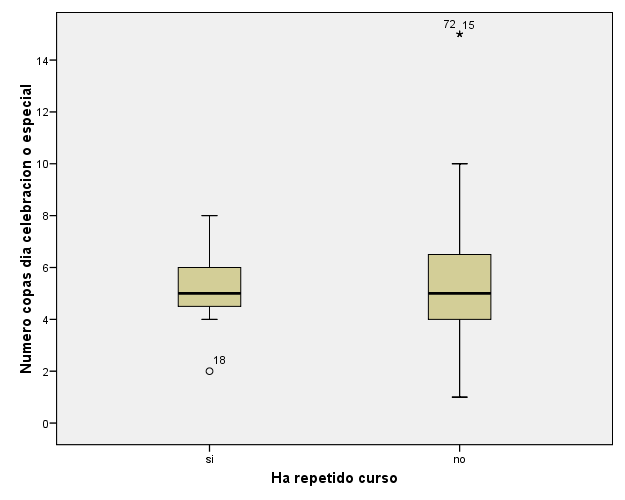 72 15
14
12
10
8
6
4
2
0
18
Numero copas dia celebracion o especial
si
no
Ha repetido curso